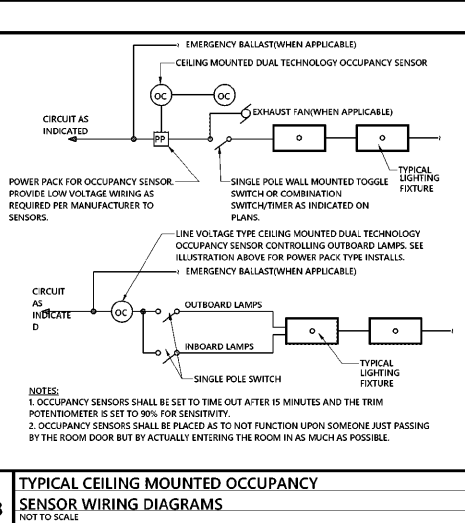 EMERGENCY BALLAST(WHEN APPLICABLE)
CEILING MOUNTED DUAL TECHNOLOGY OCCUPANCY SENSOR
OC
OC
EXHAUST FAN(WHEN APPLICABLE)
CIRCUIT AS
INDICATED
PP
TYPICAL
LIGHTING
FIXTURE
POWER PACK FOR OCCUPANCY SENSOR.
PROVIDE LOW VOLTAGE WIRING AS
REQUIRED PER MANUFACTURER TO
SENSORS.
SINGLE POLE WALL MOUNTED TOGGLE
SWITCH OR COMBINATION
SWITCH/TIMER AS INDICATED ON
PLANS.
LINE VOLTAGE TYPE CEILING MOUNTED DUAL TECHNOLOGY
OCCUPANCY SENSOR CONTROLLING OUTBOARD LAMPS. SEE
ILLUSTRATION ABOVE FOR POWER PACK TYPE INSTALLS.
EMERGENCY BALLAST(WHEN APPLICABLE)
CIRCUIT
AS
INDICATE
D
OC
OUTBOARD LAMPS
INBOARD LAMPS
SINGLE POLE SWITCH
TYPICAL
LIGHTING
FIXTURE
NOTES:
1. OCCUPANCY SENSORS SHALL BE SET TO TIME OUT AFTER 15 MINUTES AND THE TRIM
POTENTIOMETER IS SET TO 90% FOR SENSITIVITY.
2. OCCUPANCY SENSORS SHALL BE PLACED AS TO NOT FUNCTION UPON SOMEONE JUST PASSING
BY THE ROOM DOOR BUT BY ACTUALLY ENTERING THE ROOM IN AS MUCH AS POSSIBLE.
TYPICAL CEILING MOUNTED OCCUPANCY
SENSOR WIRING DIAGRAMS
NOT TO SCALE